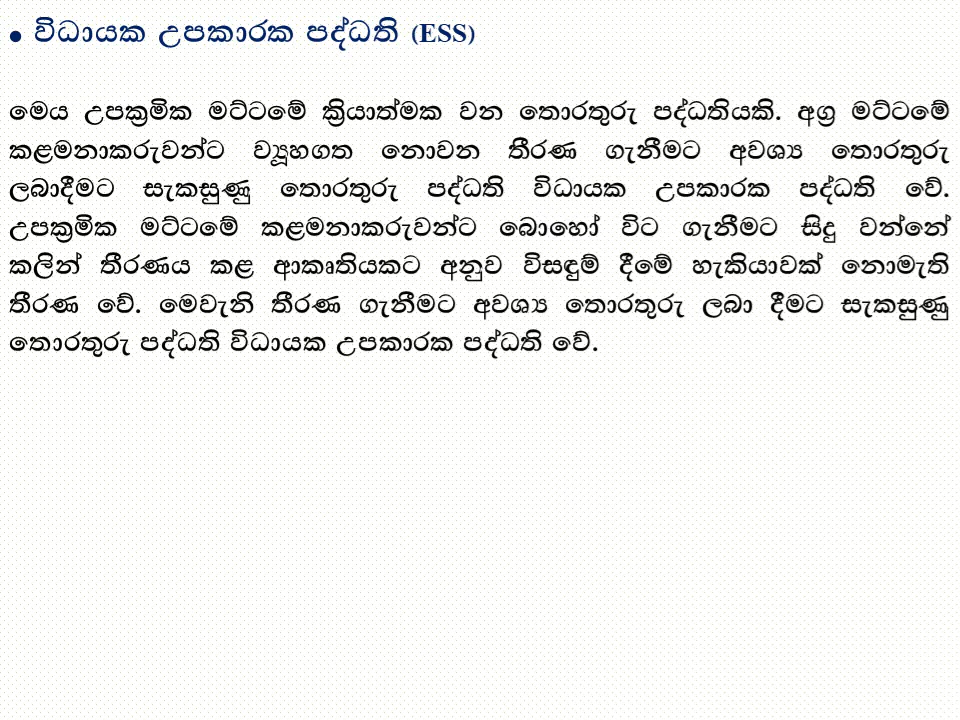 • විධායක උපකාරක පද්ධති (ESS)
මෙය උපක්‍රමික මට්ටමේ ක්‍රියාත්මක වන තොරතුරු පද්ධතියකි. අග්‍ර මට්ටමේ
කළමනාකරුවන්ට ව්‍යූහගත නොවන තීරණ ගැනීමට අවශ්‍ය තොරතුරු
ලබාදීමට සැකසුණු තොරතුරු පද්ධති විධායක උපකාරක පද්ධති වේ.
උපක්‍රමික මට්ටමේ කළමනාකරුවන්ට බොහෝ විට ගැනීමට සිදු වන්නේ
කලින් තීරණය කළ ආකෘතියකට අනුව විසඳුම් දීමේ හැකියාවක් නොමැති
තීරණ වේ. මෙවැනි තීරණ ගැනීමට අවශ්‍ය තොරතුරු ලබා දීමට සැකසුණු
තොරතුරු පද්ධති විධායක උපකාරක පද්ධති වේ.